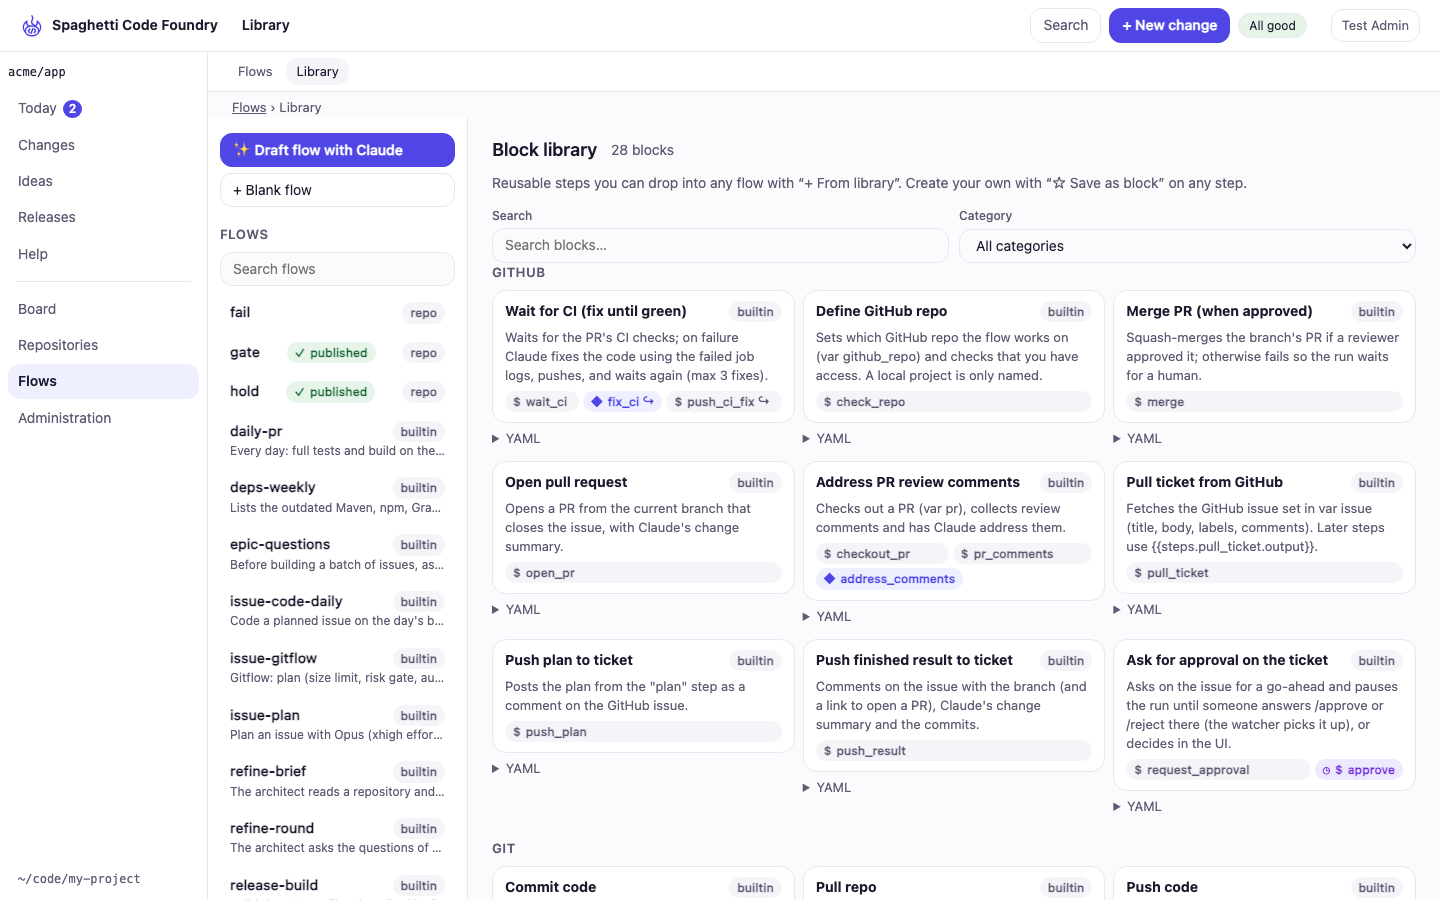 Spaghetti Code Foundry
Library
Search
+ New change
All good
Test Admin
acme/app
Today 2
Changes
Ideas
Releases
Help
Board
Repositories
Flows
Administration
~/code/my-project
Flows
Library
Flows › Library
✨ Draft flow with Claude
+ Blank flow
FLOWS
Search flows
fail repo
gate ✓ published repo
hold ✓ published repo
daily-pr builtin
Every day: full tests and build on the...
deps-weekly builtin
Lists the outdated Maven, npm, Gra...
epic-questions builtin
Before building a batch of issues, as...
issue-code-daily builtin
Code a planned issue on the day's b...
issue-gitflow builtin
Gitflow: plan (size limit, risk gate, au...
issue-plan builtin
Plan an issue with Opus (xhigh effor...
refine-brief builtin
The architect reads a repository and...
refine-round builtin
The architect asks the questions of ...
release-build builtin
Block library 28 blocks
Reusable steps you can drop into any flow with “+ From library”. Create your own with “☆ Save as block” on any step.
Search
Search blocks...
Category
All categories
GITHUB
Wait for CI (fix until green) builtin
Waits for the PR's CI checks; on failure
Claude fixes the code using the failed job
logs, pushes, and waits again (max 3 fixes).
$ wait_ci ◆ fix_ci ↪ $ push_ci_fix ↪
▶ YAML
Define GitHub repo builtin
Sets which GitHub repo the flow works on
(var github_repo) and checks that you have
access. A local project is only named.
$ check_repo
▶ YAML
Merge PR (when approved) builtin
Squash-merges the branch's PR if a reviewer
approved it; otherwise fails so the run waits
for a human.
$ merge
▶ YAML
Open pull request builtin
Opens a PR from the current branch that
closes the issue, with Claude's change
summary.
$ open_pr
▶ YAML
Address PR review comments builtin
Checks out a PR (var pr), collects review
comments and has Claude address them.
$ checkout_pr $ pr_comments
◆ address_comments
▶ YAML
Pull ticket from GitHub builtin
Fetches the GitHub issue set in var issue
(title, body, labels, comments). Later steps
use {{steps.pull_ticket.output}}.
$ pull_ticket
▶ YAML
Push plan to ticket builtin
Posts the plan from the "plan" step as a
comment on the GitHub issue.
$ push_plan
▶ YAML
Push finished result to ticket builtin
Comments on the issue with the branch (and
a link to open a PR), Claude's change
summary and the commits.
$ push_result
▶ YAML
Ask for approval on the ticket builtin
Asks on the issue for a go-ahead and pauses
the run until someone answers /approve or
/reject there (the watcher picks it up), or
decides in the UI.
$ request_approval ◷ $ approve
▶ YAML
GIT
Commit code builtin
Pull repo builtin
Push code builtin